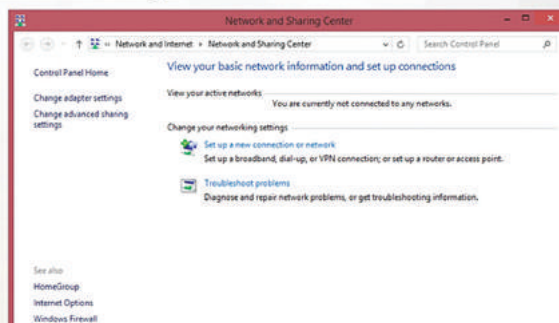 Network and Sharing Center
« Network and Internet › Network and Sharing Center
Search Control Panel
Control Panel Home
Change adapter settings
Change advanced sharing
settings
View your basic network information and set up connections
View your active networks
You are currently not connected to any networks.
Change your networking settings
Set up a new connection or network
Set up a broadband, dial-up, or VPN connection; or set up a router or access point.
Troubleshoot problems
Diagnose and repair network problems, or get troubleshooting information.
See also
HomeGroup
Internet Options
Windows Firewall